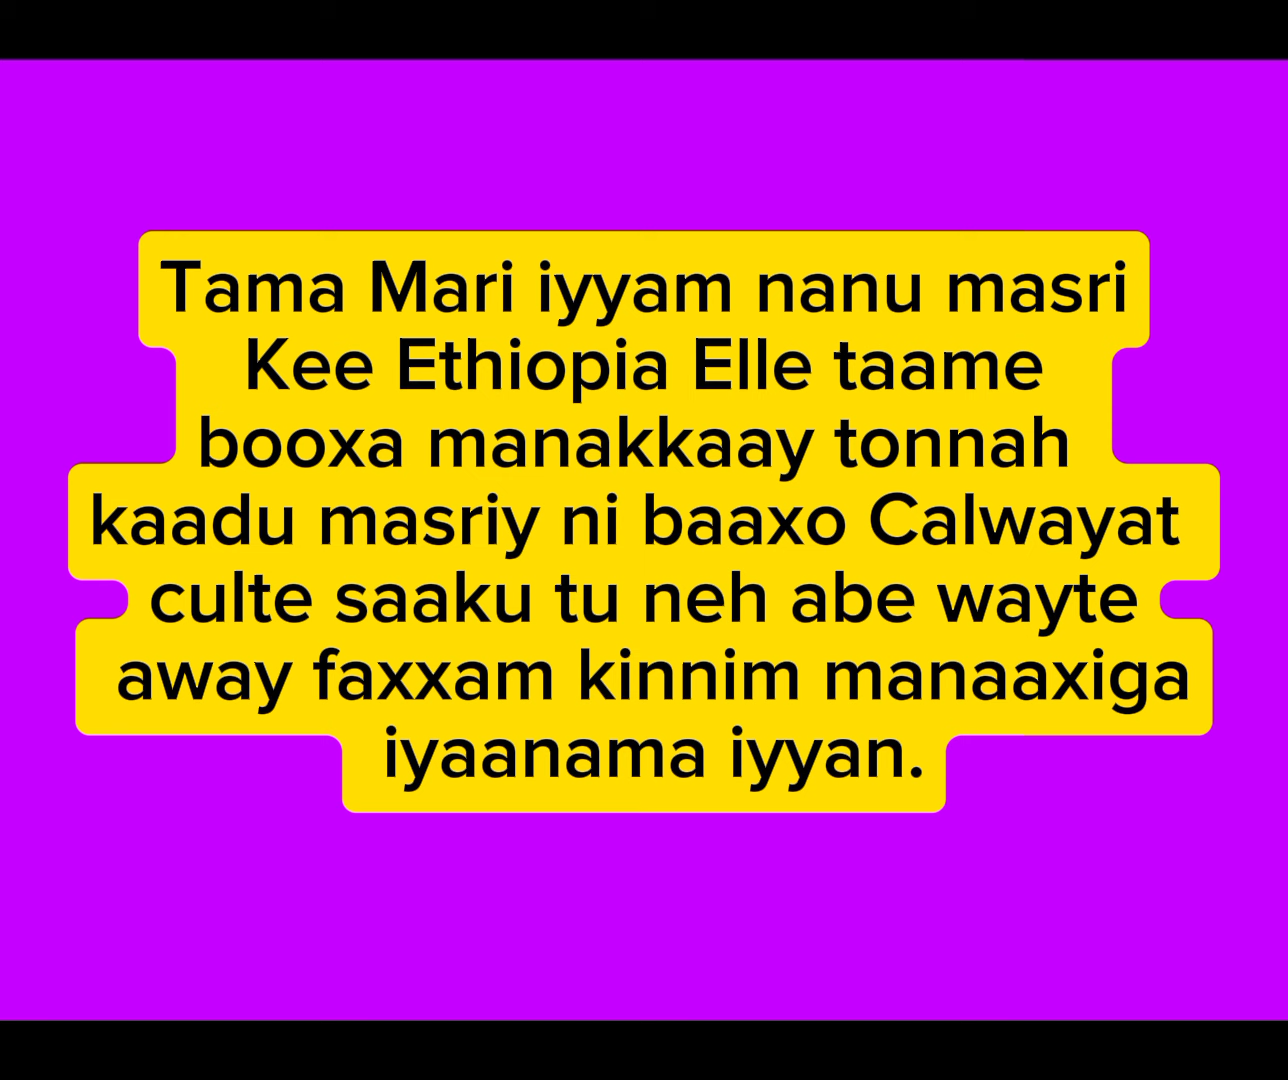 Tama Mari iyyam nanu masri
Kee Ethiopia Elle taame
booxa manakkaay tonnah
kaadu masriy ni baaxo Calwayat
culte saaku tu neh abe wayte
away faxxam kinnim manaaxiga
iyaanama iyyan.